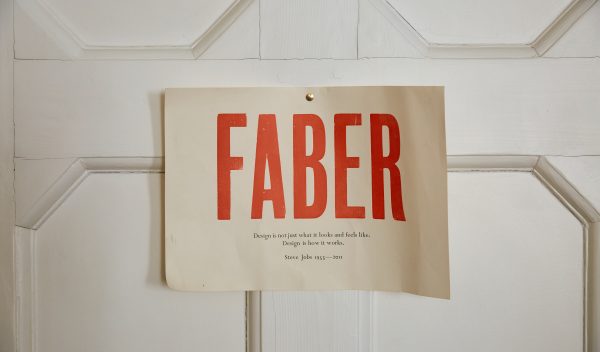 FABER
Design is not just what it looks and feels like.
Design is how it works.
Steve Jobs 1955—2011